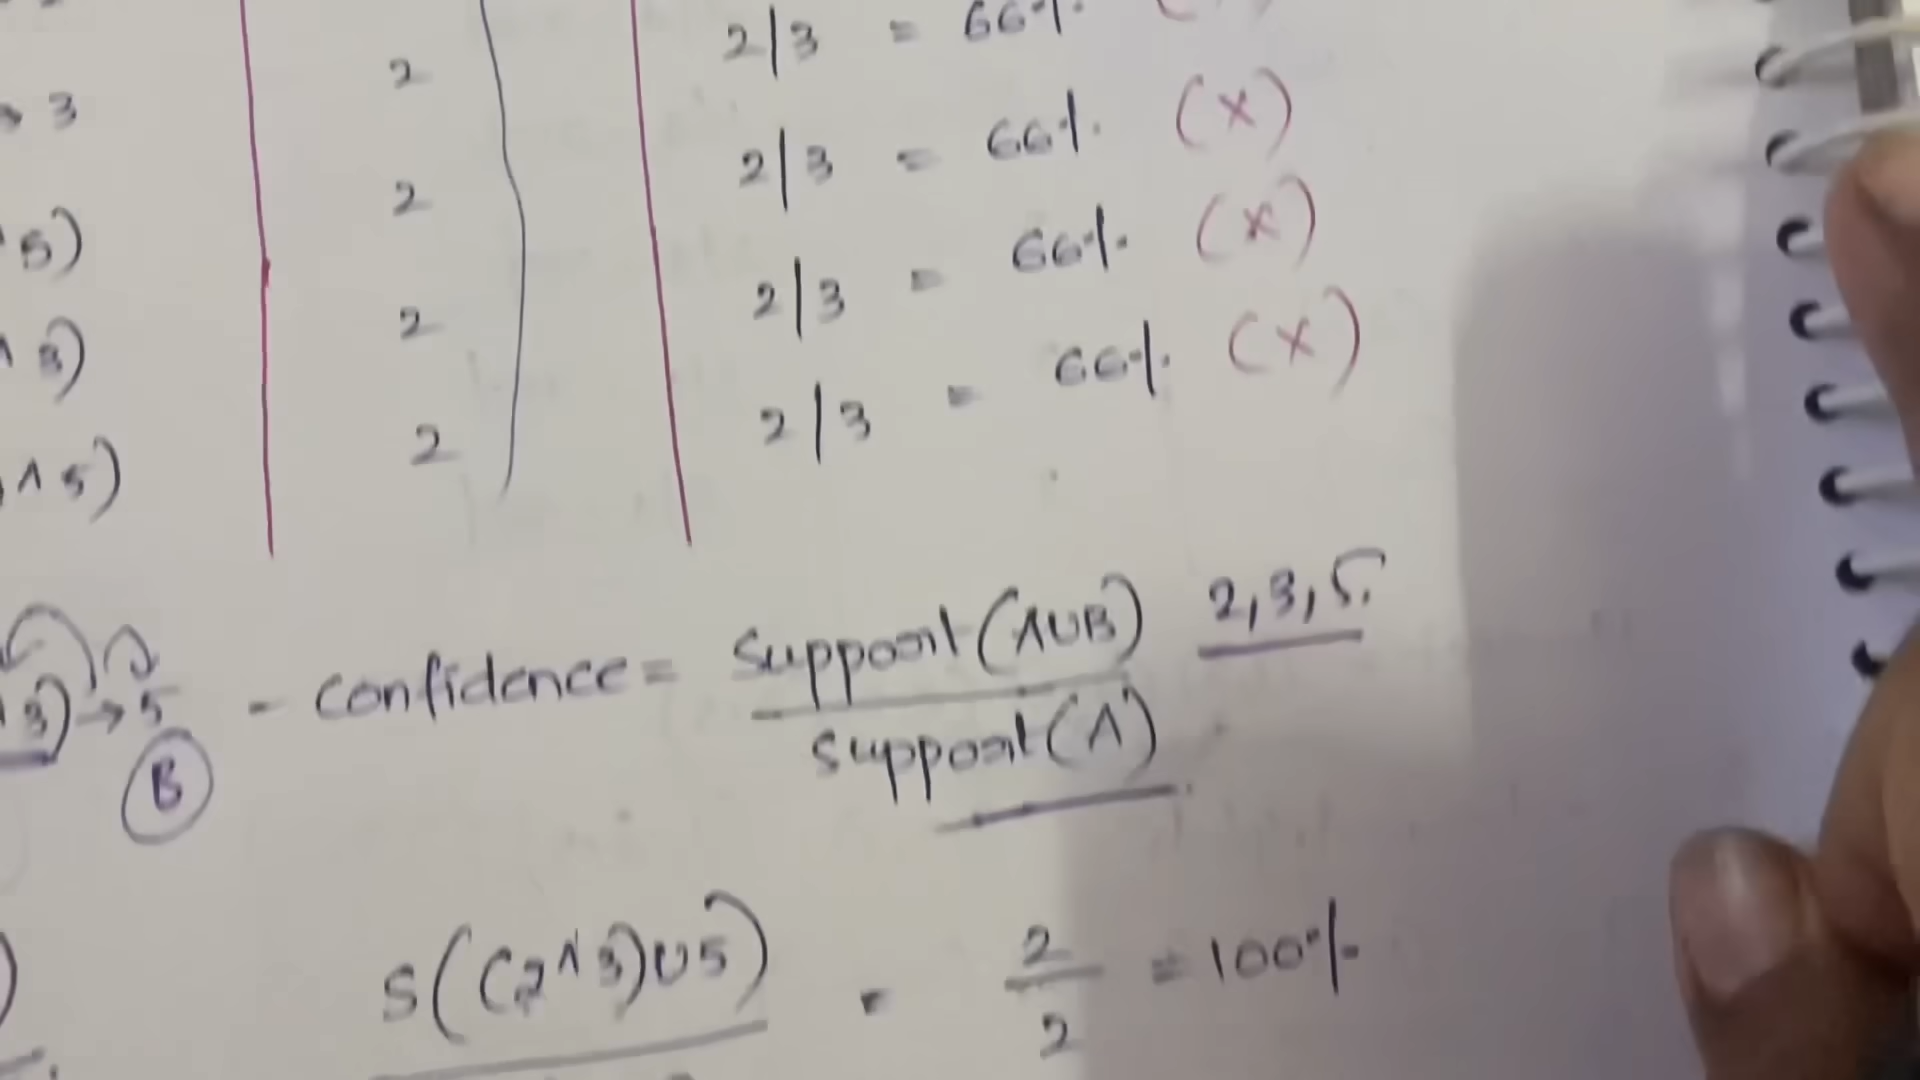 2 2/3 = 66%
3 2 2/3 = 66% (x)
5) 2 2/3 = 66% (x)
∧ 3) 2 2/3 = 66% (x)
∧ 5) 2
∧ 3) → 5 - confidence = support(A∪B) 2,3,5.
support(A)
B
s((2∧3)∪5) = 2 = 100%
2